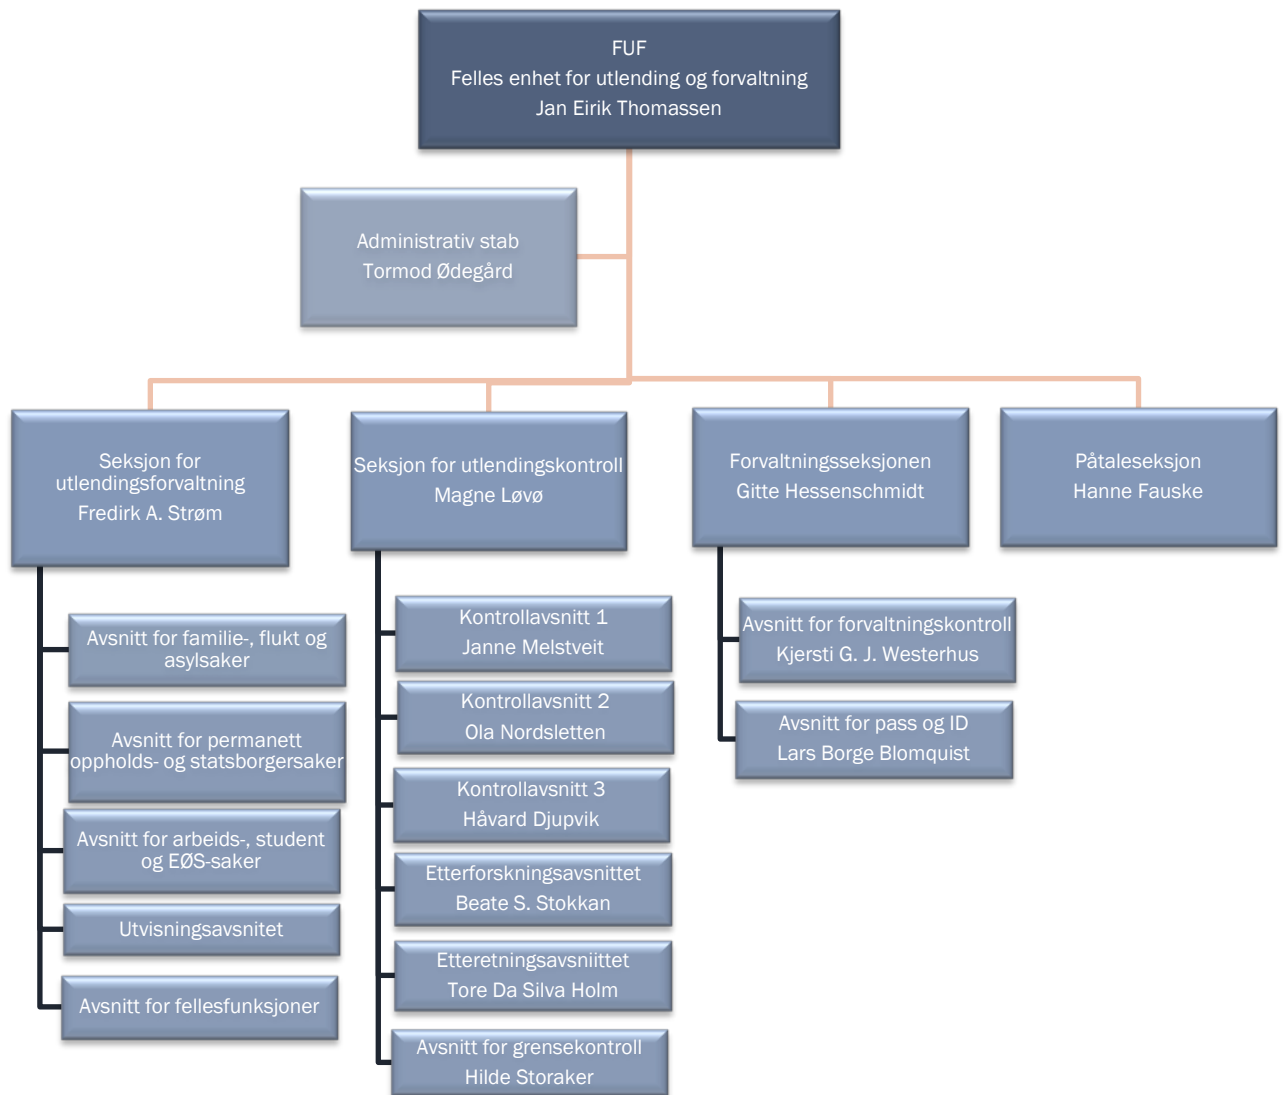 FUF
Felles enhet for utlending og forvaltning
Jan Eirik Thomassen
Administrativ stab
Tormod Ødegård
Seksjon for
utlendingsforvaltning
Fredirk A. Strøm
Seksjon for utlendingskontroll
Magne Løvø
Forvaltningsseksjonen
Gitte Hessenschmidt
Påtaleseksjon
Hanne Fauske
Avsnitt for familie-, flukt og
asylsaker
Avsnitt for permanett
oppholds- og statsborgersaker
Avsnitt for arbeids-, student
og EØS-saker
Utvisningsavsnitet
Avsnitt for fellesfunksjoner
Kontrollavsnitt 1
Janne Melstveit
Kontrollavsnitt 2
Ola Nordsletten
Kontrollavsnitt 3
Håvard Djupvik
Etterforskningsavsnittet
Beate S. Stokkan
Etteretningsavsniittet
Tore Da Silva Holm
Avsnitt for grensekontroll
Hilde Storaker
Avsnitt for forvaltningskontroll
Kjersti G. J. Westerhus
Avsnitt for pass og ID
Lars Borge Blomquist